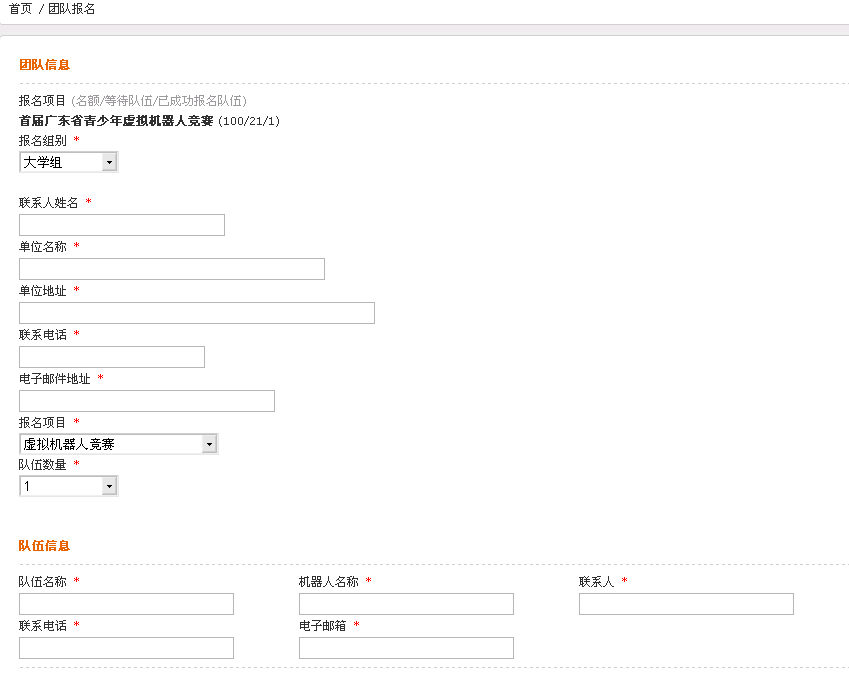 首页 / 团队报名
团队信息
报名项目 (名额/等待队伍/已成功报名队伍)
首届广东省青少年虚拟机器人竞赛 (100/21/1)
报名组别 *
大学组
联系人姓名 *
单位名称 *
单位地址 *
联系电话 *
电子邮件地址 *
报名项目 *
虚拟机器人竞赛
队伍数量 *
1
队伍信息
队伍名称 * 机器人名称 * 联系人 *
联系电话 * 电子邮箱 *